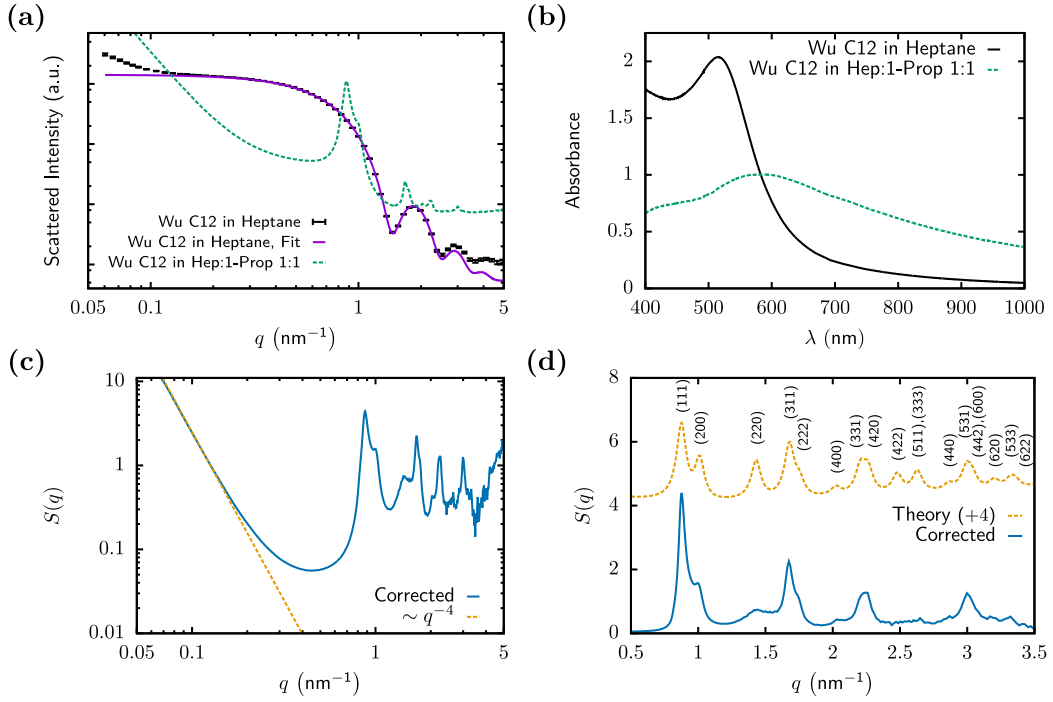 (a)
Scattered Intensity (a.u.)
Wu C12 in Heptane
Wu C12 in Heptane, Fit
Wu C12 in Hep:1-Prop 1:1
0.05 0.1 1 5
q (nm⁻¹)
(b)
Absorbance
2
1.5
1
0.5
0
Wu C12 in Heptane
Wu C12 in Hep:1-Prop 1:1
400 500 600 700 800 900 1000
λ (nm)
(c)
S(q)
10
1
0.1
0.01
Corrected
∼ q⁻⁴
0.05 0.1 1 5
q (nm⁻¹)
(d)
S(q)
8
6
4
2
0
(111)
(200)
(220)
(311)
(222)
(400)
(331)
(420)
(422)
(511),(333)
(440)
(531)
(442),(600)
(620)
(533)
(622)
Theory (+4)
Corrected
0.5 1 1.5 2 2.5 3 3.5
q (nm⁻¹)